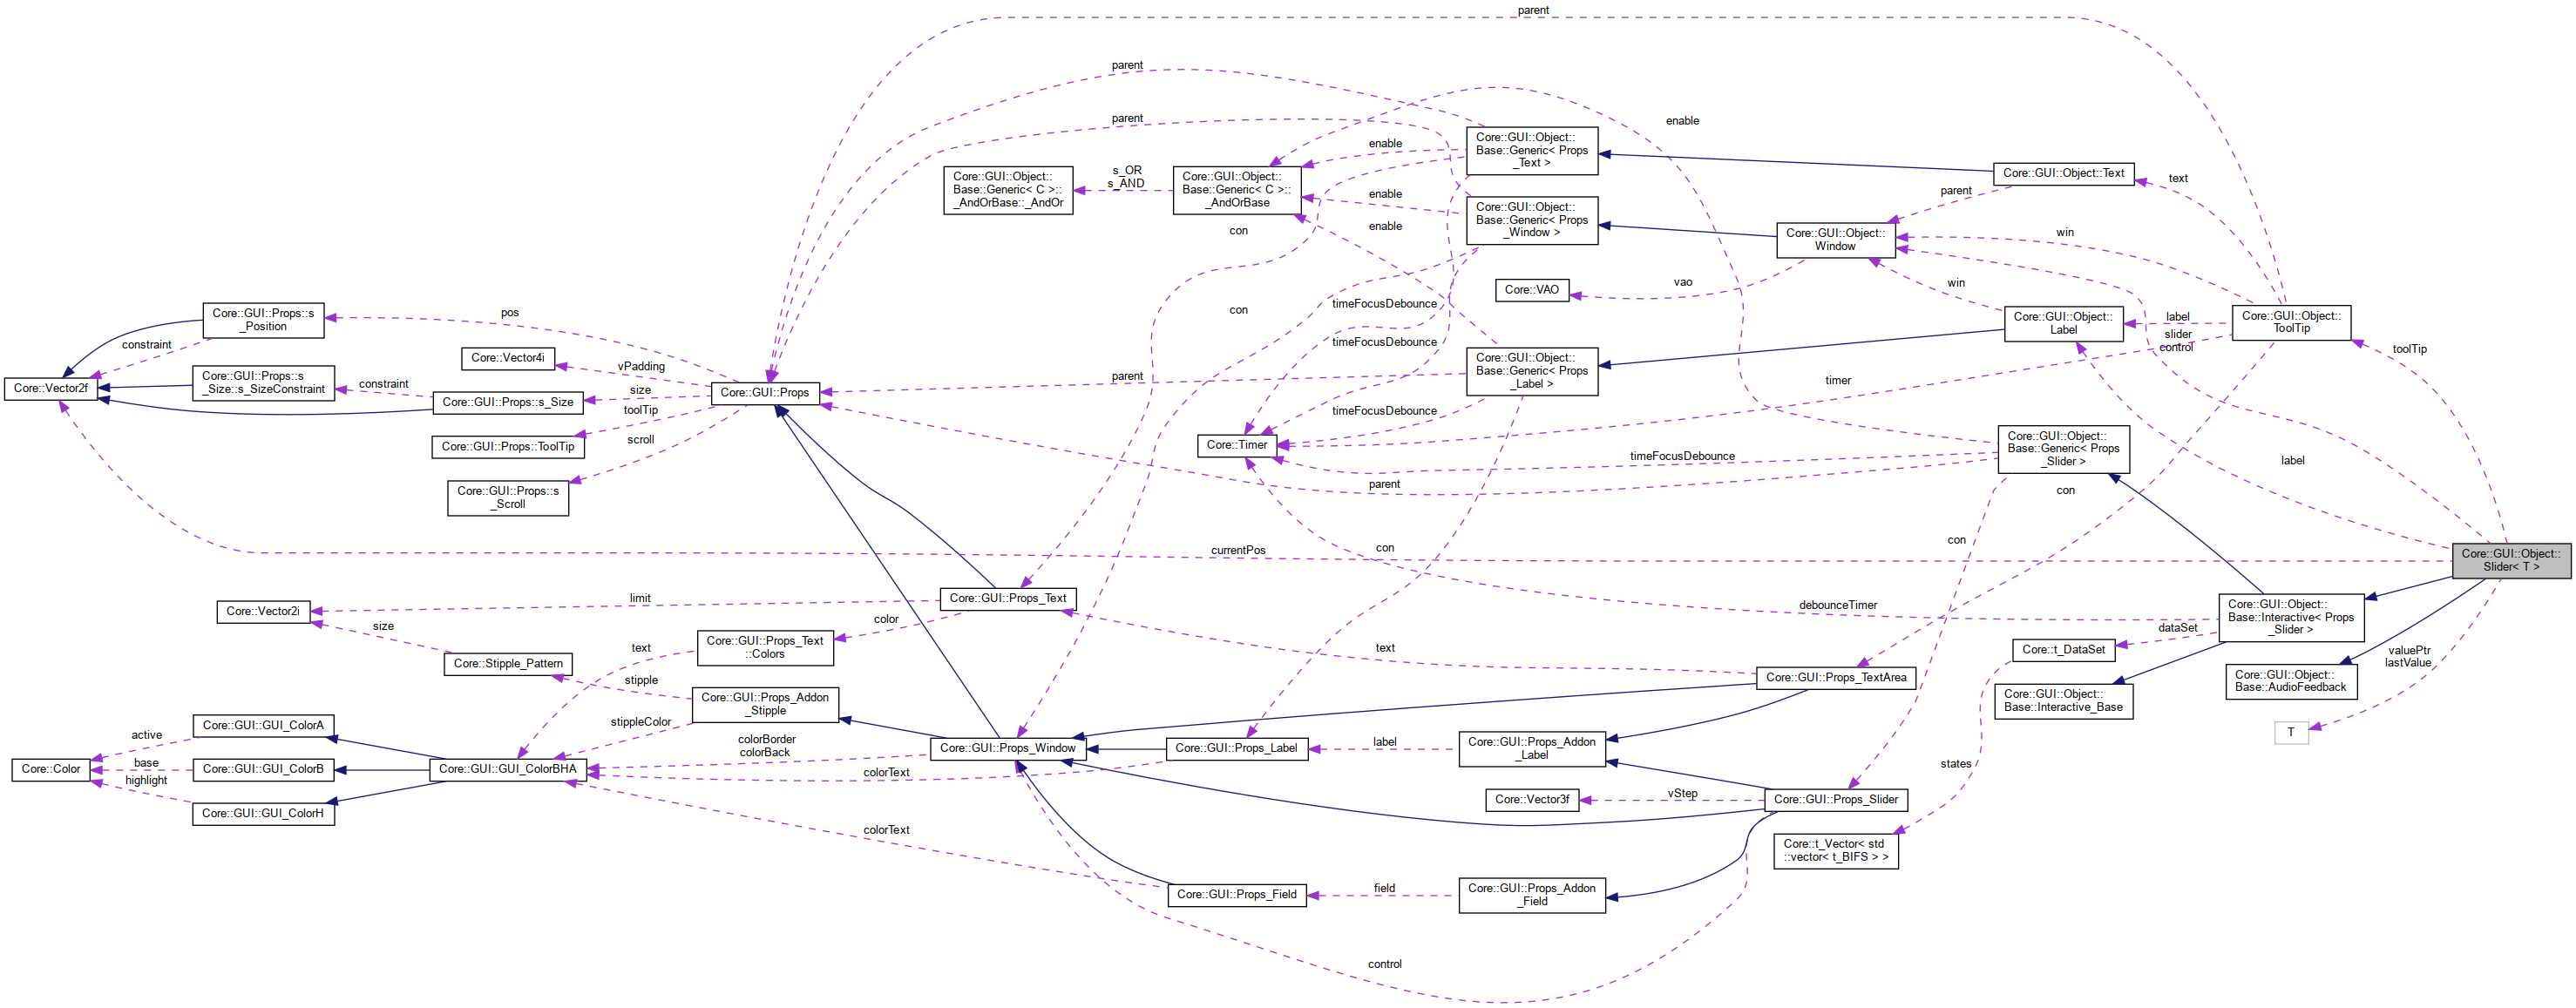 parent
parent
enable
parent
Core::GUI::Object::
Base::Generic< Props
_Text >
enable
Core::GUI::Object::Text
text
Core::GUI::Object::
Base::Generic< C >::
_AndOrBase::_AndOr
s_OR
s_AND
Core::GUI::Object::
Base::Generic< C >::
_AndOrBase
enable
parent
Core::GUI::Object::
Base::Generic< Props
_Window >
con
enable
Core::GUI::Object::
Window
win
vao
Core::VAO
win
con
timeFocusDebounce
timeFocusDebounce
Core::GUI::Props::s
_Position
pos
constraint
Core::GUI::Object::
Label
label
slider
control
Core::GUI::Object::
ToolTip
toolTip
Core::Vector4i
vPadding
Core::GUI::Object::
Base::Generic< Props
_Label >
Core::Vector2f
Core::GUI::Props::s
_Size::s_SizeConstraint
constraint
Core::GUI::Props::s_Size
size
Core::GUI::Props
parent
timer
toolTip
Core::GUI::Props::ToolTip
scroll
timeFocusDebounce
Core::Timer
Core::GUI::Object::
Base::Generic< Props
_Slider >
timeFocusDebounce
label
Core::GUI::Props::s
_Scroll
parent
con
currentPos
con
con
Core::GUI::Object::
Slider< T >
Core::Vector2i
limit
Core::GUI::Props_Text
debounceTimer
Core::GUI::Object::
Base::Interactive< Props
_Slider >
size
color
dataSet
Core::GUI::Props_Text
::Colors
text
text
Core::t_DataSet
valuePtr
lastValue
Core::Stipple_Pattern
stipple
Core::GUI::Props_TextArea
Core::GUI::Object::
Base::AudioFeedback
Core::GUI::Props_Addon
_Stipple
Core::GUI::Object::
Base::Interactive_Base
stippleColor
Core::GUI::GUI_ColorA
active
T
colorBorder
colorBack
Core::GUI::Props_Window
Core::GUI::Props_Label
label
Core::GUI::Props_Addon
_Label
Core::Color
base
Core::GUI::GUI_ColorB
Core::GUI::GUI_ColorBHA
colorText
states
highlight
Core::GUI::GUI_ColorH
Core::Vector3f
vStep
Core::GUI::Props_Slider
colorText
Core::t_Vector< std
::vector< t_BIFS > >
Core::GUI::Props_Field
field
Core::GUI::Props_Addon
_Field
control